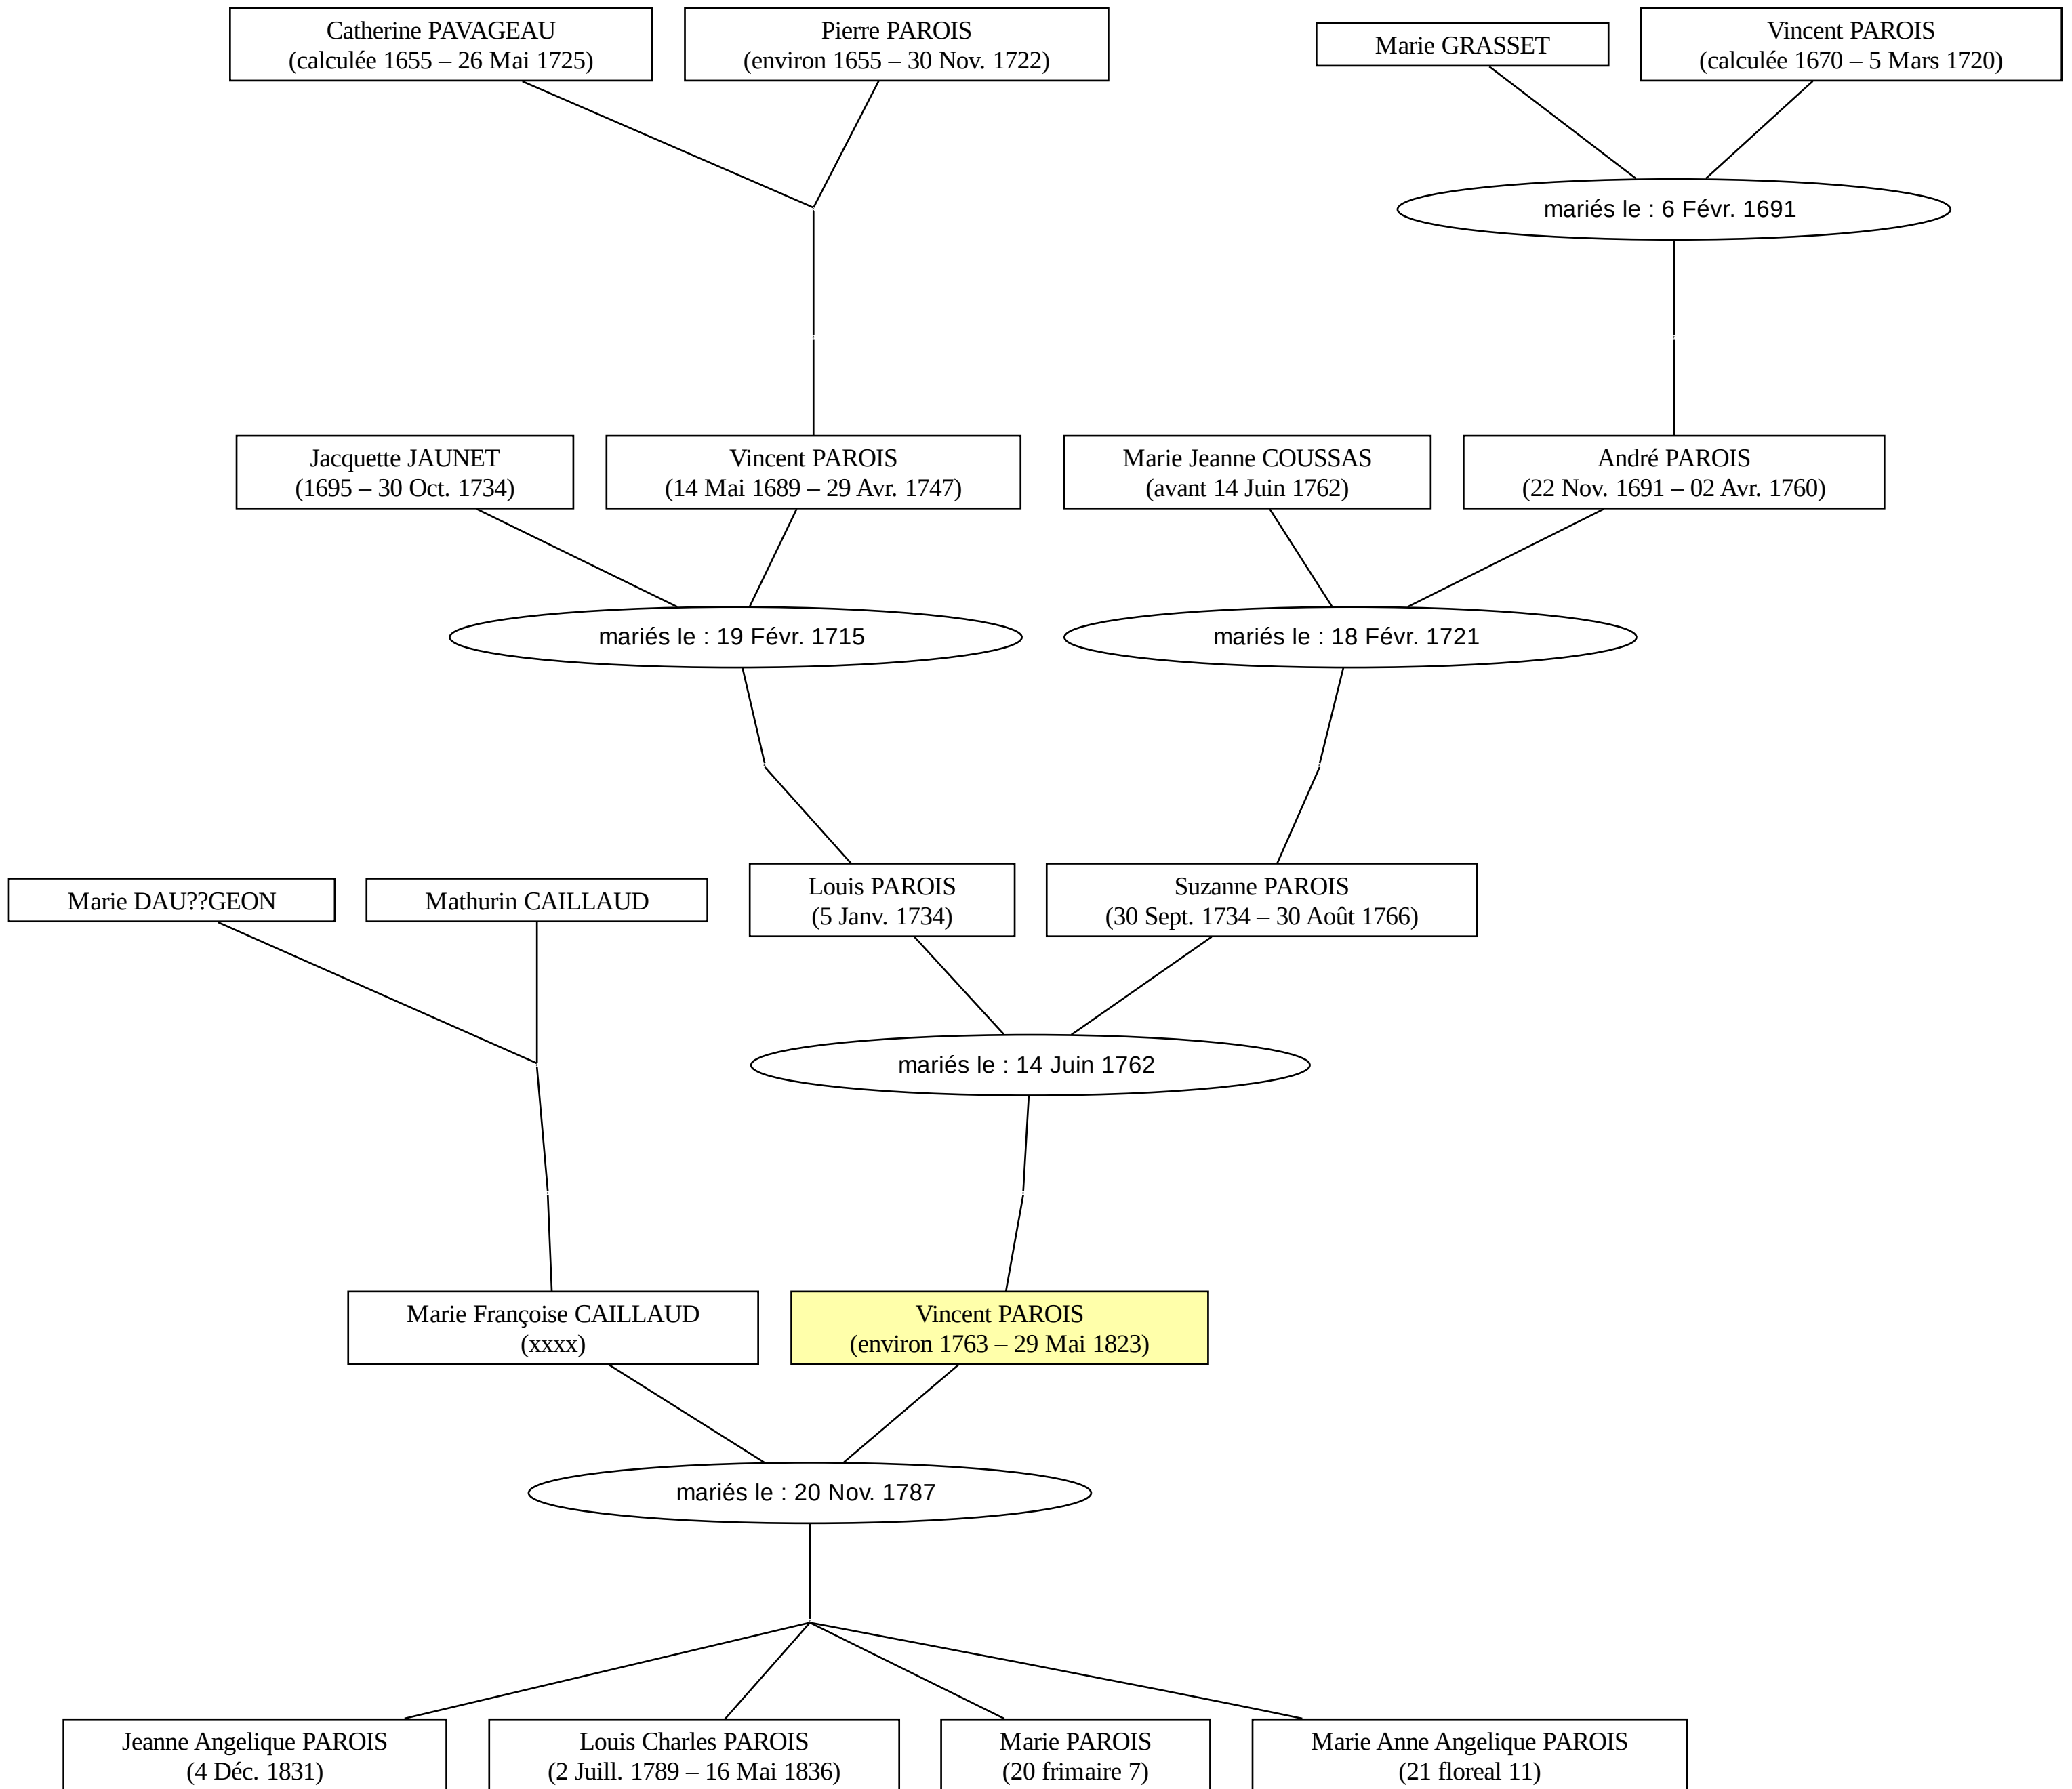 Catherine PAVAGEAU
(calculée 1655 – 26 Mai 1725)
Pierre PAROIS
(environ 1655 – 30 Nov. 1722)
Marie GRASSET
Vincent PAROIS
(calculée 1670 – 5 Mars 1720)
mariés le : 6 Févr. 1691
Jacquette JAUNET
(1695 – 30 Oct. 1734)
Vincent PAROIS
(14 Mai 1689 – 29 Avr. 1747)
Marie Jeanne COUSSAS
(avant 14 Juin 1762)
André PAROIS
(22 Nov. 1691 – 02 Avr. 1760)
mariés le : 19 Févr. 1715
mariés le : 18 Févr. 1721
Marie DAU??GEON
Mathurin CAILLAUD
Louis PAROIS
(5 Janv. 1734)
Suzanne PAROIS
(30 Sept. 1734 – 30 Août 1766)
mariés le : 14 Juin 1762
Marie Françoise CAILLAUD
(xxxx)
Vincent PAROIS
(environ 1763 – 29 Mai 1823)
mariés le : 20 Nov. 1787
Jeanne Angelique PAROIS
(4 Déc. 1831)
Louis Charles PAROIS
(2 Juill. 1789 – 16 Mai 1836)
Marie PAROIS
(20 frimaire 7)
Marie Anne Angelique PAROIS
(21 floreal 11)